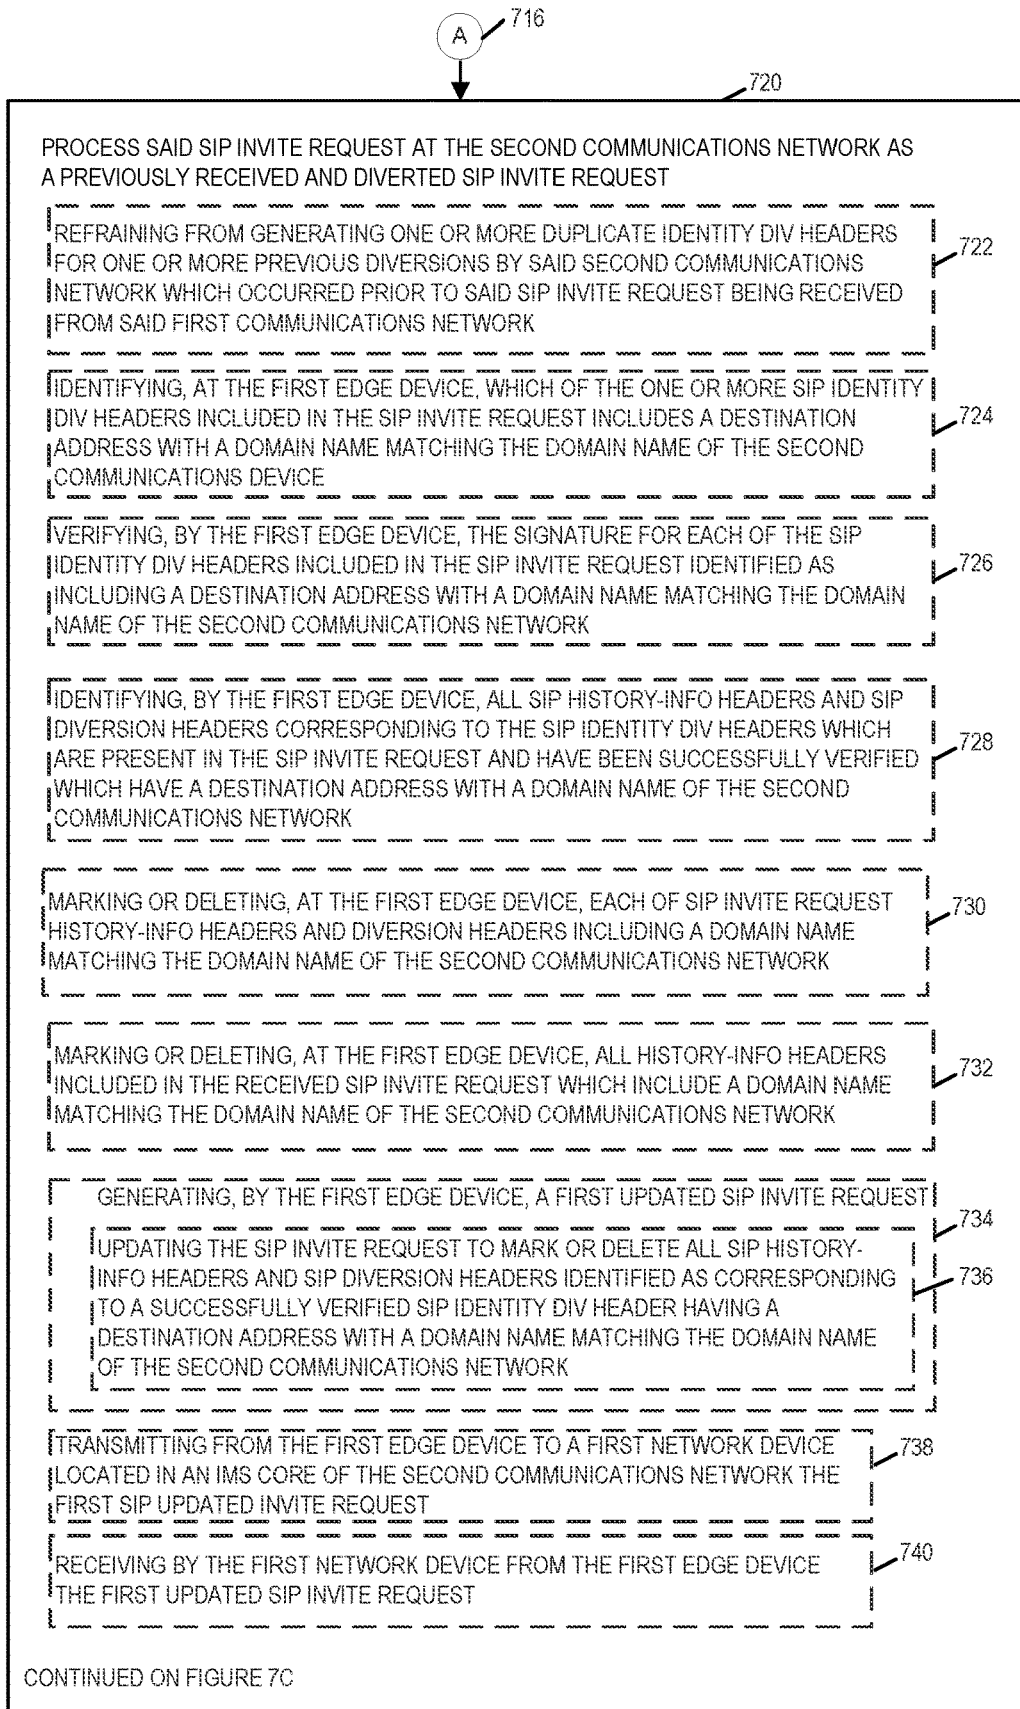 A
716
720
PROCESS SAID SIP INVITE REQUEST AT THE SECOND COMMUNICATIONS NETWORK AS
A PREVIOUSLY RECEIVED AND DIVERTED SIP INVITE REQUEST
REFRAINING FROM GENERATING ONE OR MORE DUPLICATE IDENTITY DIV HEADERS
FOR ONE OR MORE PREVIOUS DIVERSIONS BY SAID SECOND COMMUNICATIONS
NETWORK WHICH OCCURRED PRIOR TO SAID SIP INVITE REQUEST BEING RECEIVED
FROM SAID FIRST COMMUNICATIONS NETWORK
722
IDENTIFYING, AT THE FIRST EDGE DEVICE, WHICH OF THE ONE OR MORE SIP IDENTITY
DIV HEADERS INCLUDED IN THE SIP INVITE REQUEST INCLUDES A DESTINATION
ADDRESS WITH A DOMAIN NAME MATCHING THE DOMAIN NAME OF THE SECOND
COMMUNICATIONS DEVICE
724
VERIFYING, BY THE FIRST EDGE DEVICE, THE SIGNATURE FOR EACH OF THE SIP
IDENTITY DIV HEADERS INCLUDED IN THE SIP INVITE REQUEST IDENTIFIED AS
INCLUDING A DESTINATION ADDRESS WITH A DOMAIN NAME MATCHING THE DOMAIN
NAME OF THE SECOND COMMUNICATIONS NETWORK
726
IDENTIFYING, BY THE FIRST EDGE DEVICE, ALL SIP HISTORY-INFO HEADERS AND SIP
DIVERSION HEADERS CORRESPONDING TO THE SIP IDENTITY DIV HEADERS WHICH
ARE PRESENT IN THE SIP INVITE REQUEST AND HAVE BEEN SUCCESSFULLY VERIFIED
WHICH HAVE A DESTINATION ADDRESS WITH A DOMAIN NAME OF THE SECOND
COMMUNICATIONS NETWORK
728
MARKING OR DELETING, AT THE FIRST EDGE DEVICE, EACH OF SIP INVITE REQUEST
HISTORY-INFO HEADERS AND DIVERSION HEADERS INCLUDING A DOMAIN NAME
MATCHING THE DOMAIN NAME OF THE SECOND COMMUNICATIONS NETWORK
730
MARKING OR DELETING, AT THE FIRST EDGE DEVICE, ALL HISTORY-INFO HEADERS
INCLUDED IN THE RECEIVED SIP INVITE REQUEST WHICH INCLUDE A DOMAIN NAME
MATCHING THE DOMAIN NAME OF THE SECOND COMMUNICATIONS NETWORK
732
GENERATING, BY THE FIRST EDGE DEVICE, A FIRST UPDATED SIP INVITE REQUEST
734
UPDATING THE SIP INVITE REQUEST TO MARK OR DELETE ALL SIP HISTORY-
INFO HEADERS AND SIP DIVERSION HEADERS IDENTIFIED AS CORRESPONDING
TO A SUCCESSFULLY VERIFIED SIP IDENTITY DIV HEADER HAVING A
DESTINATION ADDRESS WITH A DOMAIN NAME MATCHING THE DOMAIN NAME
OF THE SECOND COMMUNICATIONS NETWORK
736
TRANSMITTING FROM THE FIRST EDGE DEVICE TO A FIRST NETWORK DEVICE
LOCATED IN AN IMS CORE OF THE SECOND COMMUNICATIONS NETWORK THE
FIRST SIP UPDATED INVITE REQUEST
738
RECEIVING BY THE FIRST NETWORK DEVICE FROM THE FIRST EDGE DEVICE
THE FIRST UPDATED SIP INVITE REQUEST
740
CONTINUED ON FIGURE 7C